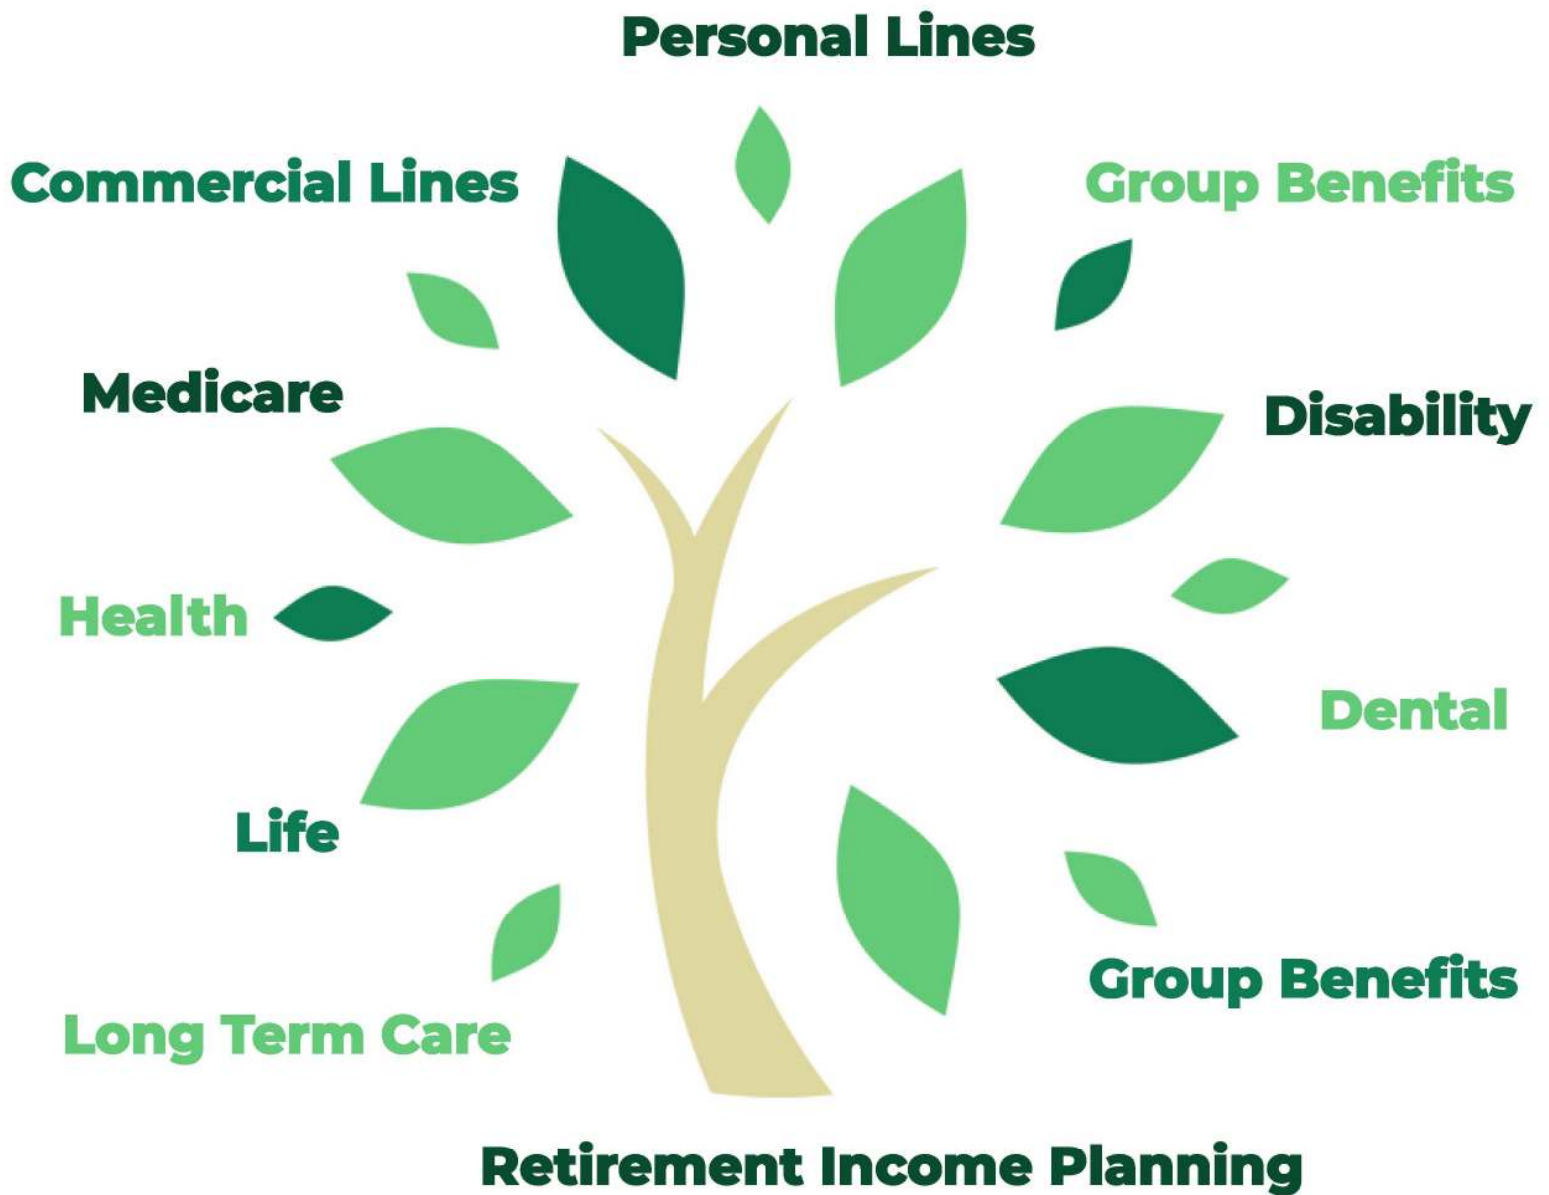 Personal Lines
Commercial Lines
Group Benefits
Medicare
Disability
Health
Dental
Life
Group Benefits
Long Term Care
Retirement Income Planning